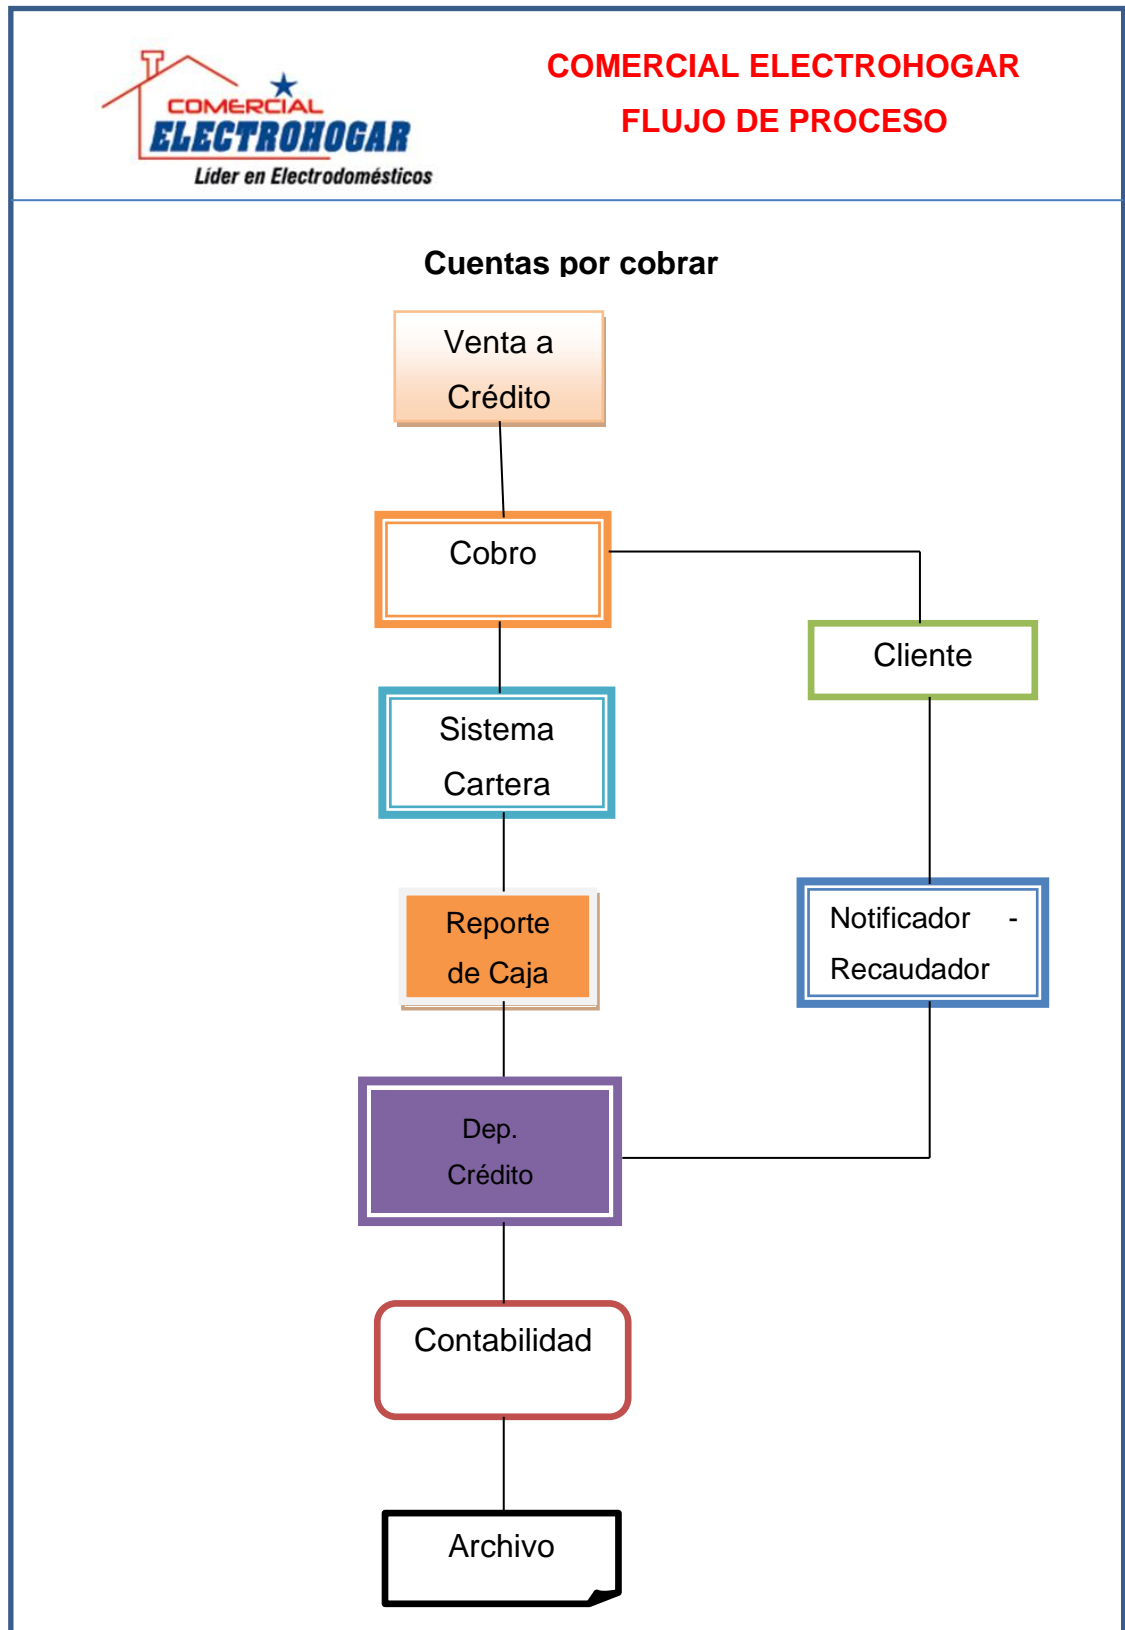 COMERCIAL
ELECTROHOGAR
Líder en Electrodomésticos
COMERCIAL ELECTROHOGAR
FLUJO DE PROCESO
Cuentas por cobrar
Venta a
Crédito
Cobro
Cliente
Sistema
Cartera
Reporte
de Caja
Notificador -
Recaudador
Dep.
Crédito
Contabilidad
Archivo